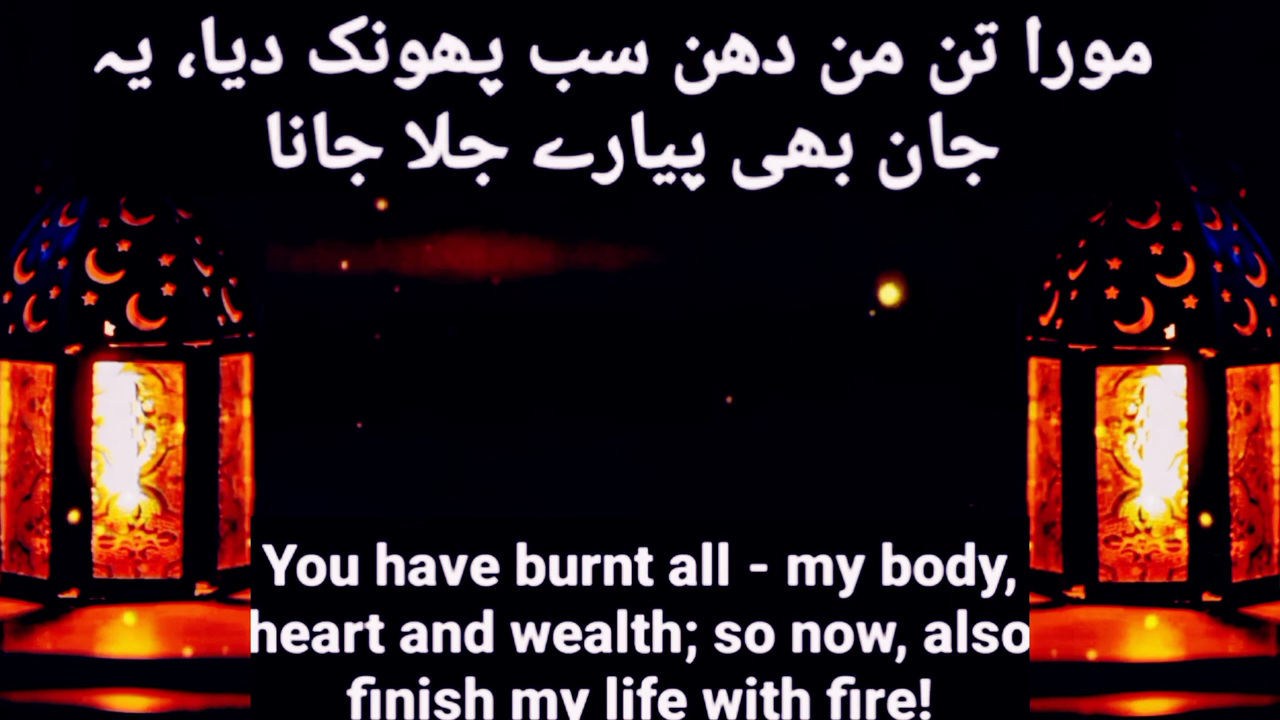 مورا تن من دھن سب پھونک دیا، یہ
جان بھی پیارے جلا جانا
You have burnt all - my body,
heart and wealth; so now, also
finish my life with fire!